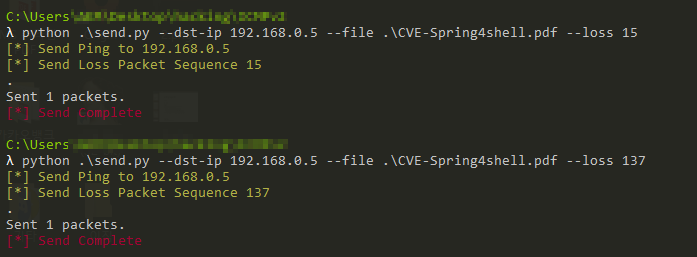 C:\Users\
λ python .\send.py --dst-ip 192.168.0.5 --file .\CVE-Spring4shell.pdf --loss 15
[*] Send Ping to 192.168.0.5
[*] Send Loss Packet Sequence 15
.
Sent 1 packets.
[*] Send Complete
C:\Users
λ python .\send.py --dst-ip 192.168.0.5 --file .\CVE-Spring4shell.pdf --loss 137
[*] Send Ping to 192.168.0.5
[*] Send Loss Packet Sequence 137
.
Sent 1 packets.
[*] Send Complete